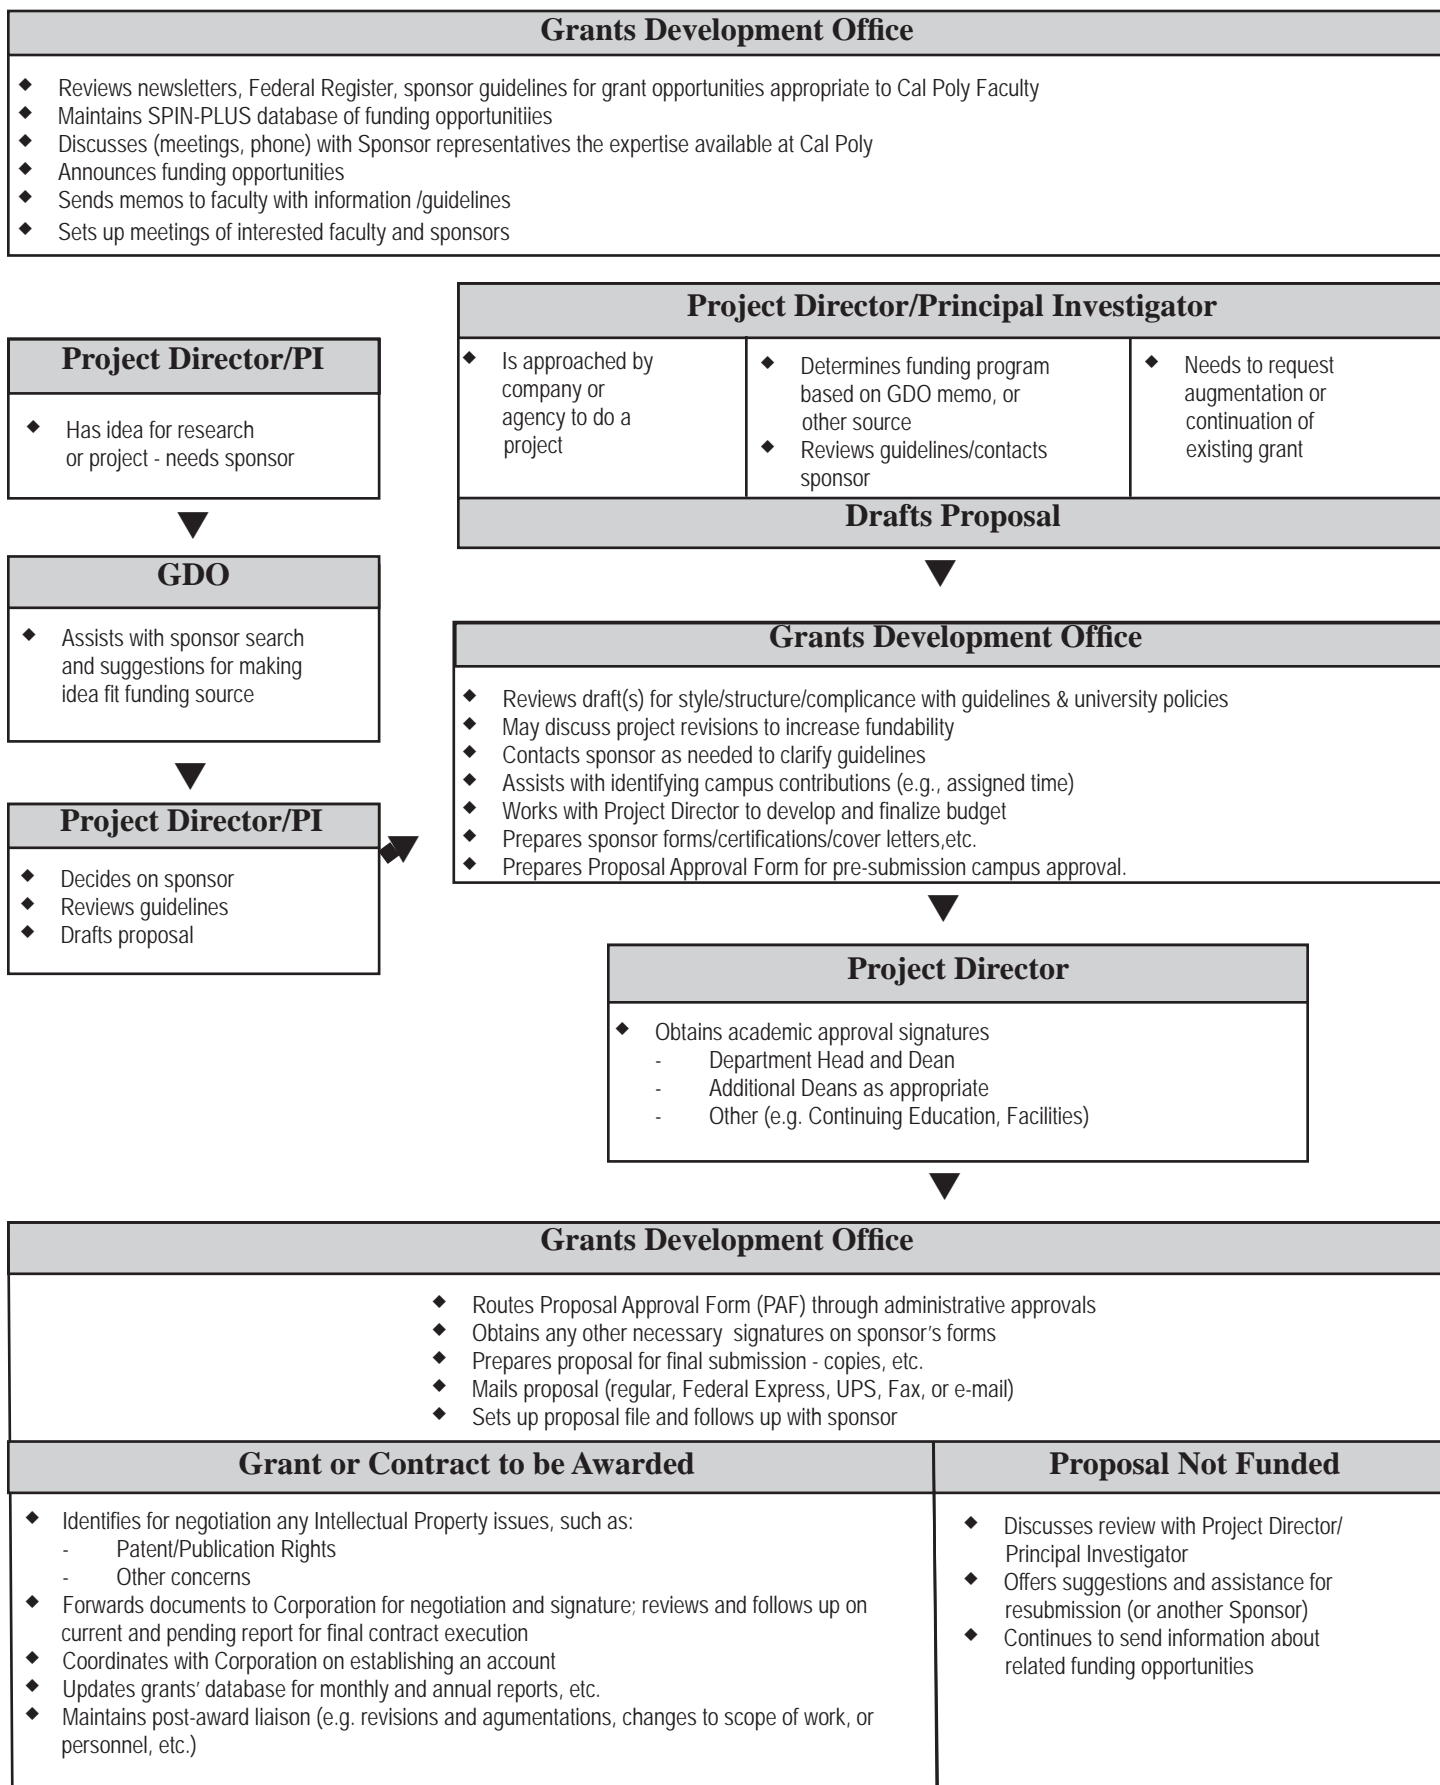 Grants Development Office
◆ Reviews newsletters, Federal Register, sponsor guidelines for grant opportunities appropriate to Cal Poly Faculty
◆ Maintains SPIN-PLUS database of funding opportunitiies
◆ Discusses (meetings, phone) with Sponsor representatives the expertise available at Cal Poly
◆ Announces funding opportunities
◆ Sends memos to faculty with information /guidelines
◆ Sets up meetings of interested faculty and sponsors
Project Director/PI
◆ Has idea for research
or project - needs sponsor
GDO
◆ Assists with sponsor search
and suggestions for making
idea fit funding source
Project Director/PI
◆ Decides on sponsor
◆ Reviews guidelines
◆ Drafts proposal
Project Director/Principal Investigator
◆ Is approached by
company or
agency to do a
project
◆ Determines funding program
based on GDO memo, or
other source
◆ Reviews guidelines/contacts
sponsor
◆ Needs to request
augmentation or
continuation of
existing grant
Drafts Proposal
Grants Development Office
◆ Reviews draft(s) for style/structure/complicance with guidelines & university policies
◆ May discuss project revisions to increase fundability
◆ Contacts sponsor as needed to clarify guidelines
◆ Assists with identifying campus contributions (e.g., assigned time)
◆ Works with Project Director to develop and finalize budget
◆ Prepares sponsor forms/certifications/cover letters,etc.
◆ Prepares Proposal Approval Form for pre-submission campus approval.
Project Director
◆ Obtains academic approval signatures
- Department Head and Dean
- Additional Deans as appropriate
- Other (e.g. Continuing Education, Facilities)
Grants Development Office
◆ Routes Proposal Approval Form (PAF) through administrative approvals
◆ Obtains any other necessary signatures on sponsor's forms
◆ Prepares proposal for final submission - copies, etc.
◆ Mails proposal (regular, Federal Express, UPS, Fax, or e-mail)
◆ Sets up proposal file and follows up with sponsor
Grant or Contract to be Awarded
◆ Identifies for negotiation any Intellectual Property issues, such as:
- Patent/Publication Rights
- Other concerns
◆ Forwards documents to Corporation for negotiation and signature; reviews and follows up on
current and pending report for final contract execution
◆ Coordinates with Corporation on establishing an account
◆ Updates grants' database for monthly and annual reports, etc.
◆ Maintains post-award liaison (e.g. revisions and agumentations, changes to scope of work, or
personnel, etc.)
Proposal Not Funded
◆ Discusses review with Project Director/
Principal Investigator
◆ Offers suggestions and assistance for
resubmission (or another Sponsor)
◆ Continues to send information about
related funding opportunities